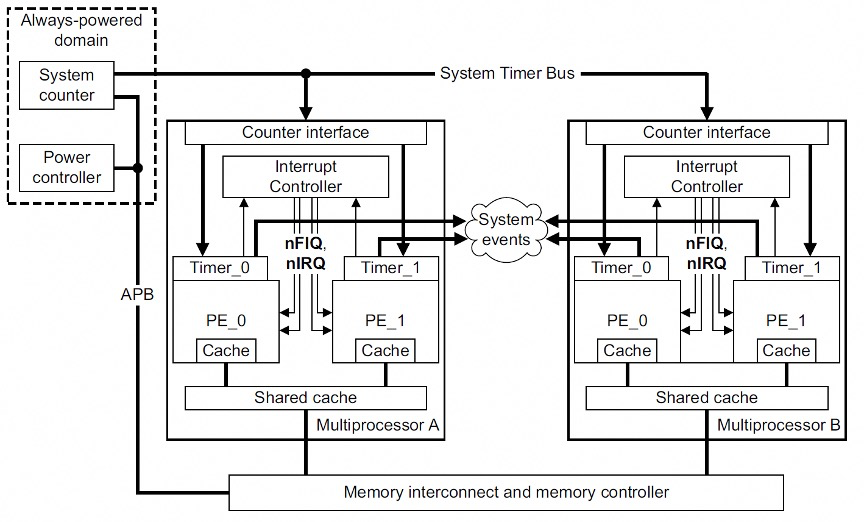 Always-powered
domain
System
counter
Power
controller
System Timer Bus
APB
Counter interface
Interrupt
Controller
nFIQ,
nIRQ
Timer_0
Timer_1
PE_0
PE_1
Cache
Cache
Shared cache
Multiprocessor A
System
events
Counter interface
Interrupt
Controller
nFIQ,
nIRQ
Timer_0
Timer_1
PE_0
PE_1
Cache
Cache
Shared cache
Multiprocessor B
Memory interconnect and memory controller